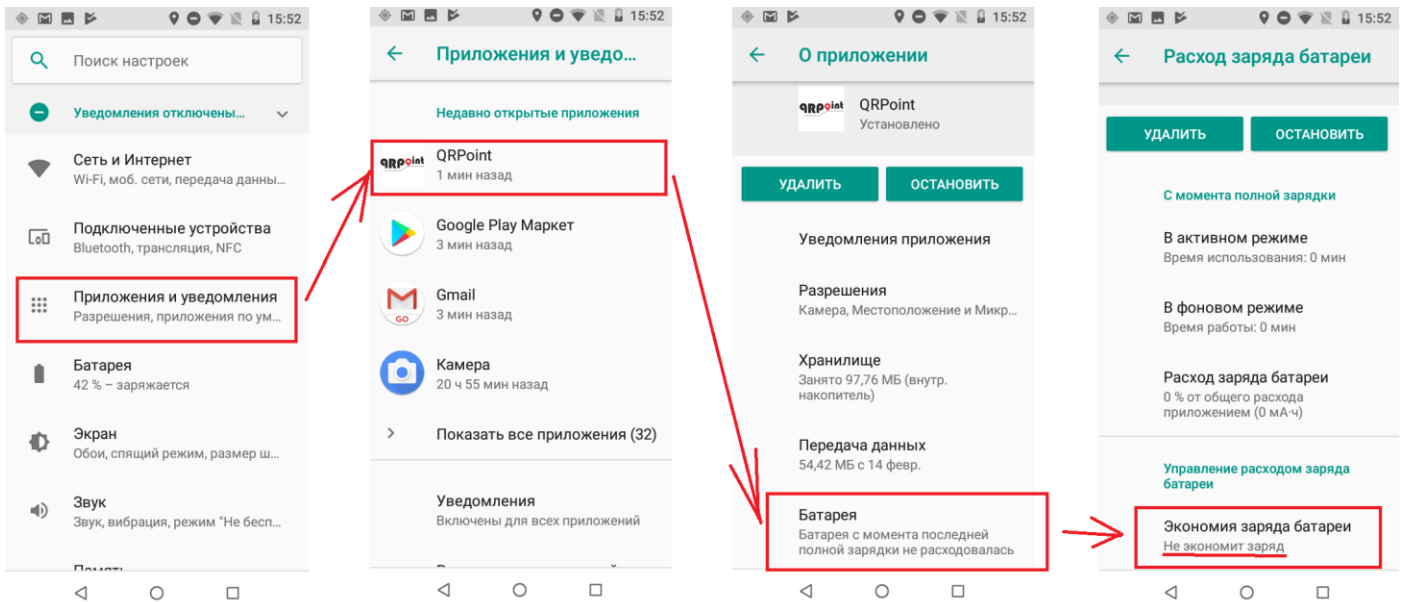 15:52
Поиск настроек
Уведомления отключены...
Сеть и Интернет
Wi-Fi, моб. сети, передача данны...
Подключенные устройства
Bluetooth, трансляция, NFC
Приложения и уведомления
Разрешения, приложения по ум...
Батарея
42 % – заряжается
Экран
Обои, спящий режим, размер ш...
Звук
Звук, вибрация, режим "Не бесп...
Память
15:52
Приложения и уведо...
Недавно открытые приложения
QRPoint
QRPoint
1 мин назад
Google Play Маркет
3 мин назад
GO
Gmail
3 мин назад
Камера
20 ч 55 мин назад
Показать все приложения (32)
Уведомления
Включены для всех приложений
15:52
О приложении
QRPoint
QRPoint
Установлено
УДАЛИТЬ
ОСТАНОВИТЬ
Уведомления приложения
Разрешения
Камера, Местоположение и Микр...
Хранилище
Занято 97,76 МБ (внутр.
накопитель)
Передача данных
54,42 МБ с 14 февр.
Батарея
Батарея с момента последней
полной зарядки не расходовалась
15:52
Расход заряда батареи
УДАЛИТЬ
ОСТАНОВИТЬ
С момента полной зарядки
В активном режиме
Время использования: 0 мин
В фоновом режиме
Время работы: 0 мин
Расход заряда батареи
0 % от общего расхода
приложением (0 мА·ч)
Управление расходом заряда
батареи
Экономия заряда батареи
Не экономит заряд